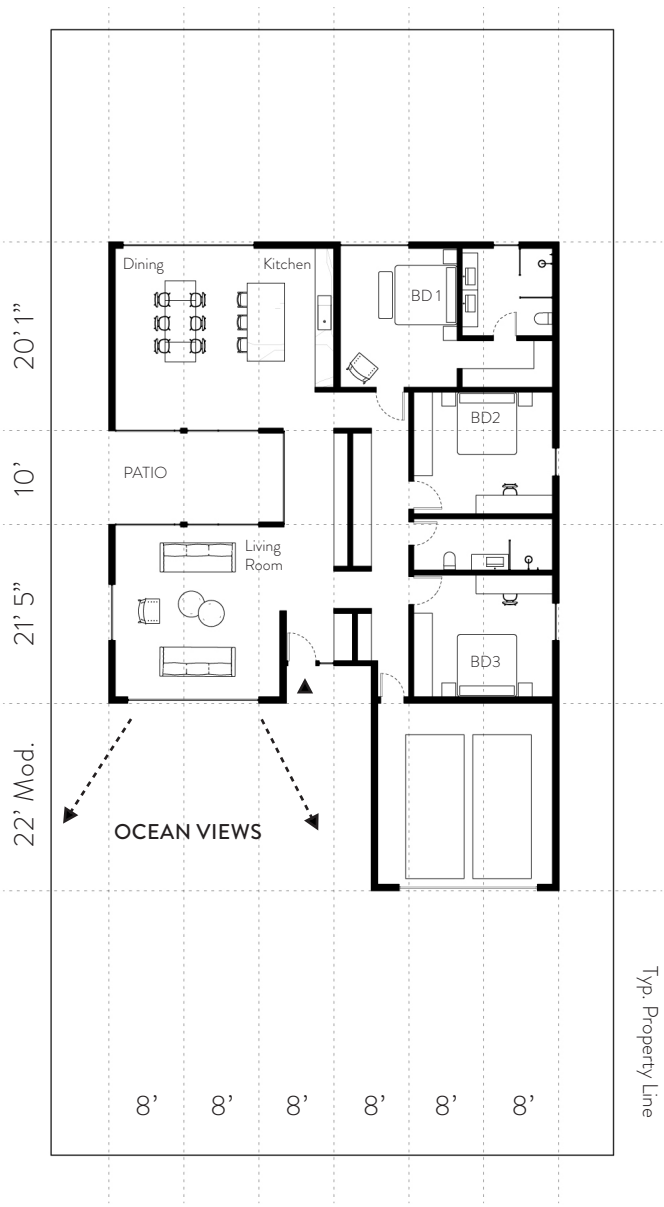 Dining
Kitchen
BD 1
20’ 1”
BD2
PATIO
10’
Living
Room
21’ 5”
BD3
22’ Mod.
OCEAN VIEWS
Typ. Property Line
8’
8’
8’
8’
8’
8’